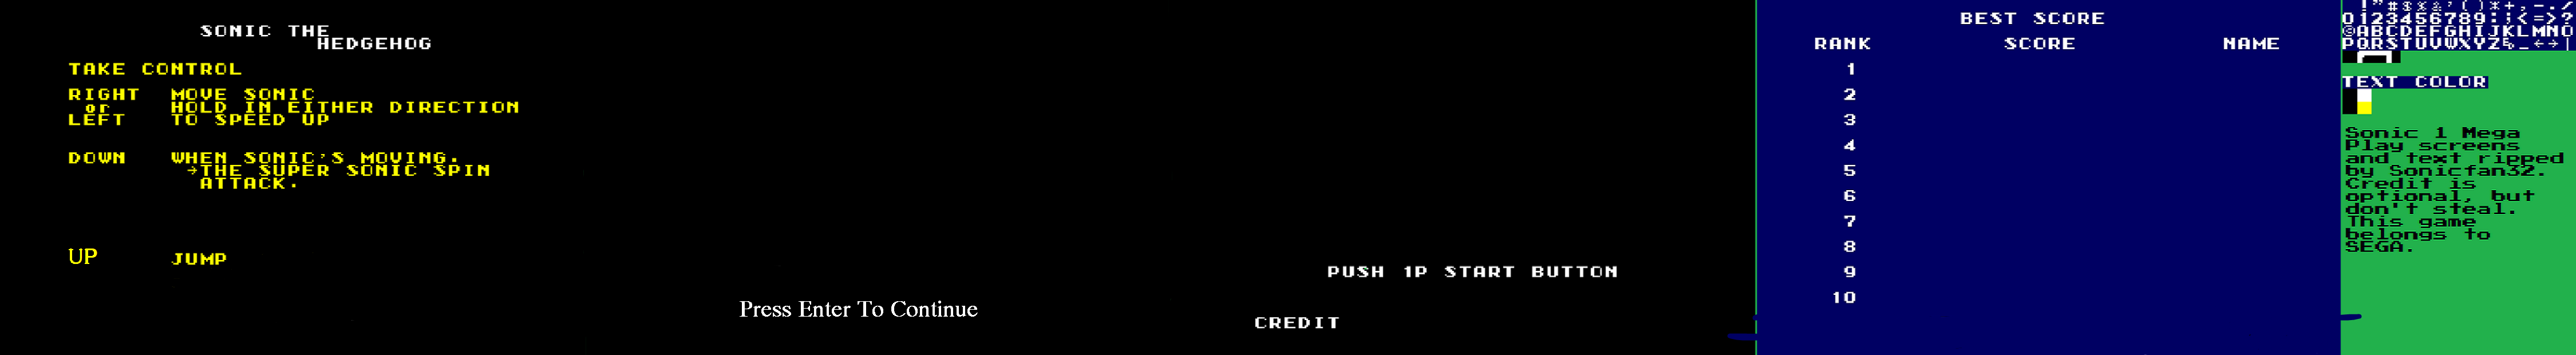 SONIC THE
HEDGEHOG
TAKE CONTROL
RIGHT MOVE SONIC
or HOLD IN EITHER DIRECTION
LEFT TO SPEED UP
DOWN WHEN SONIC'S MOVING.
→THE SUPER SONIC SPIN
ATTACK.
UP JUMP
Press Enter To Continue
PUSH 1P START BUTTON
CREDIT
BEST SCORE
RANK SCORE NAME
1
2
3
4
5
6
7
8
9
10
!"#$%&'()*+,-./
0123456789:;<=>?
©ABCDEFGHIJKLMNO
PQRSTUVWXYZ_←→|
TEXT COLOR
Sonic 1 Mega
Play screens
and text ripped
by Sonicfan32.
Credit is
optional, but
don't steal.
This game
belongs to
SEGA.